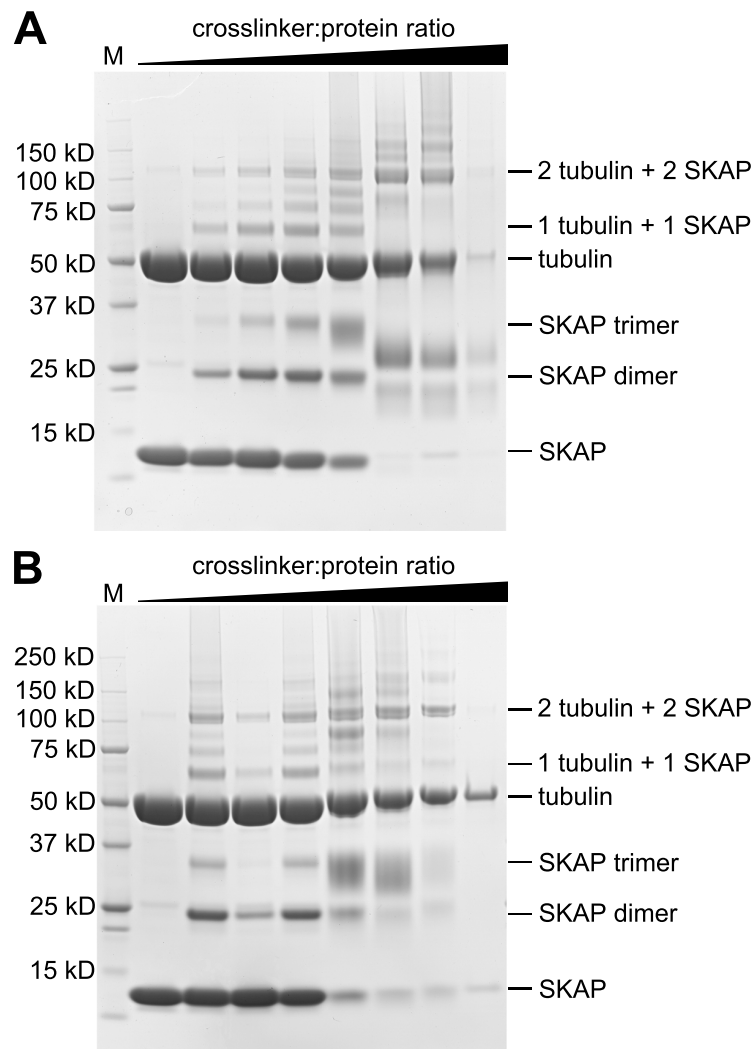 A
crosslinker:protein ratio
M
150 kD
100 kD
75 kD
50 kD
37 kD
25 kD
15 kD
2 tubulin + 2 SKAP
1 tubulin + 1 SKAP
tubulin
SKAP trimer
SKAP dimer
SKAP
B
crosslinker:protein ratio
M
250 kD
150 kD
100 kD
75 kD
50 kD
37 kD
25 kD
15 kD
2 tubulin + 2 SKAP
1 tubulin + 1 SKAP
tubulin
SKAP trimer
SKAP dimer
SKAP